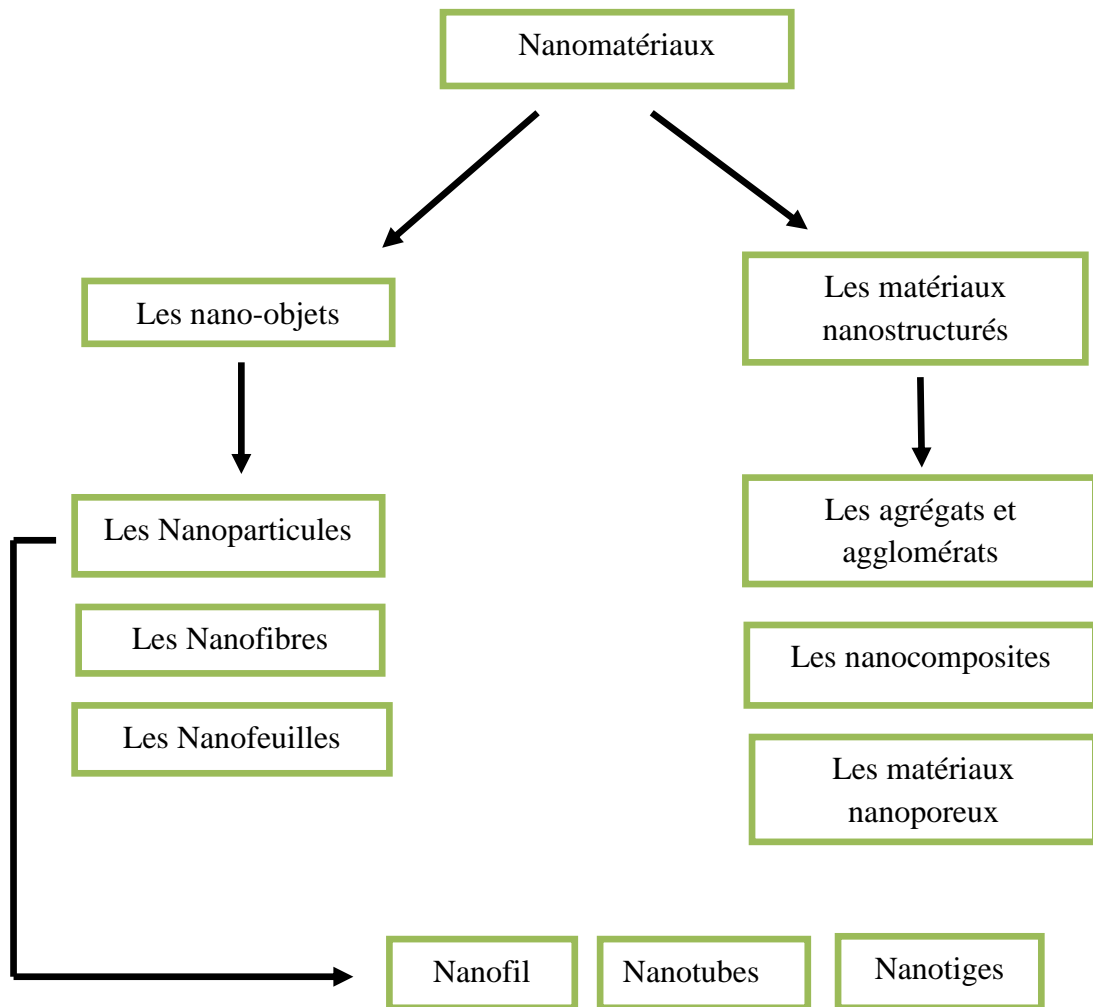 Nanomatériaux
Les nano-objets
Les matériaux
nanostructurés
Les Nanoparticules
Les Nanofibres
Les Nanofeuilles
Les agrégats et
agglomérats
Les nanocomposites
Les matériaux
nanoporeux
Nanofil
Nanotubes
Nanotiges